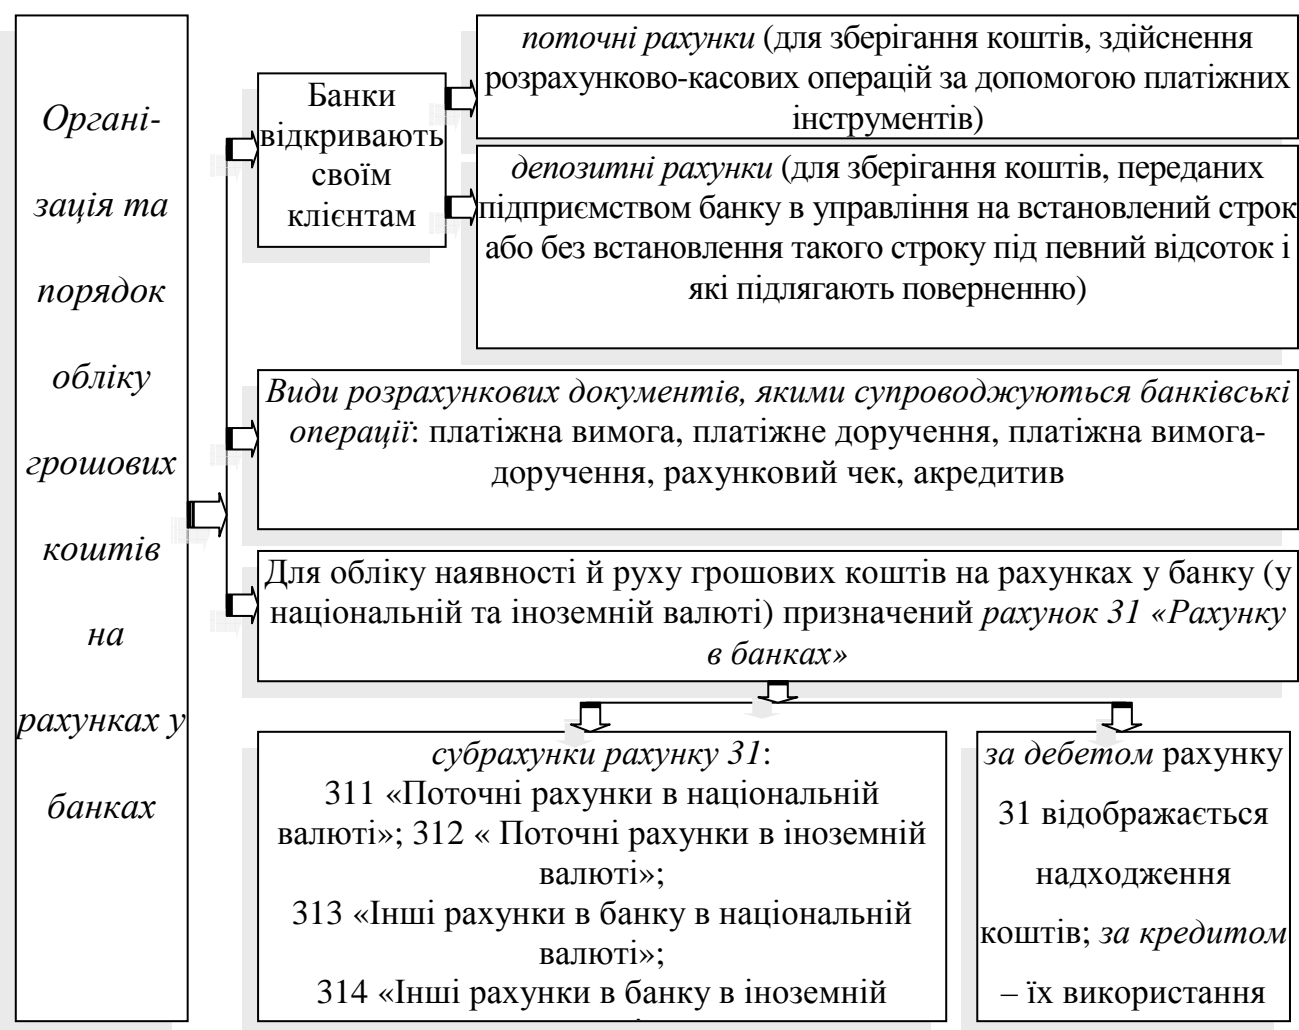 Органі-
зація та
порядок
обліку
грошових
коштів
на
рахунках у
банках
Банки
відкривають
своїм
клієнтам
поточні рахунки (для зберігання коштів, здійснення
розрахунково-касових операцій за допомогою платіжних
інструментів)
депозитні рахунки (для зберігання коштів, переданих
підприємством банку в управління на встановлений строк
або без встановлення такого строку під певний відсоток і
які підлягають поверненню)
Види розрахункових документів, якими супроводжуються банківські
операції: платіжна вимога, платіжне доручення, платіжна вимога-
доручення, рахунковий чек, акредитив
Для обліку наявності й руху грошових коштів на рахунках у банку (у
національній та іноземній валюті) призначений рахунок 31 «Рахунку
в банках»
субрахунки рахунку 31:
311 «Поточні рахунки в національній
валюті»; 312 « Поточні рахунки в іноземній
валюті»;
313 «Інші рахунки в банку в національній
валюті»;
314 «Інші рахунки в банку в іноземній
за дебетом рахунку
31 відображається
надходження
коштів; за кредитом
– їх використання